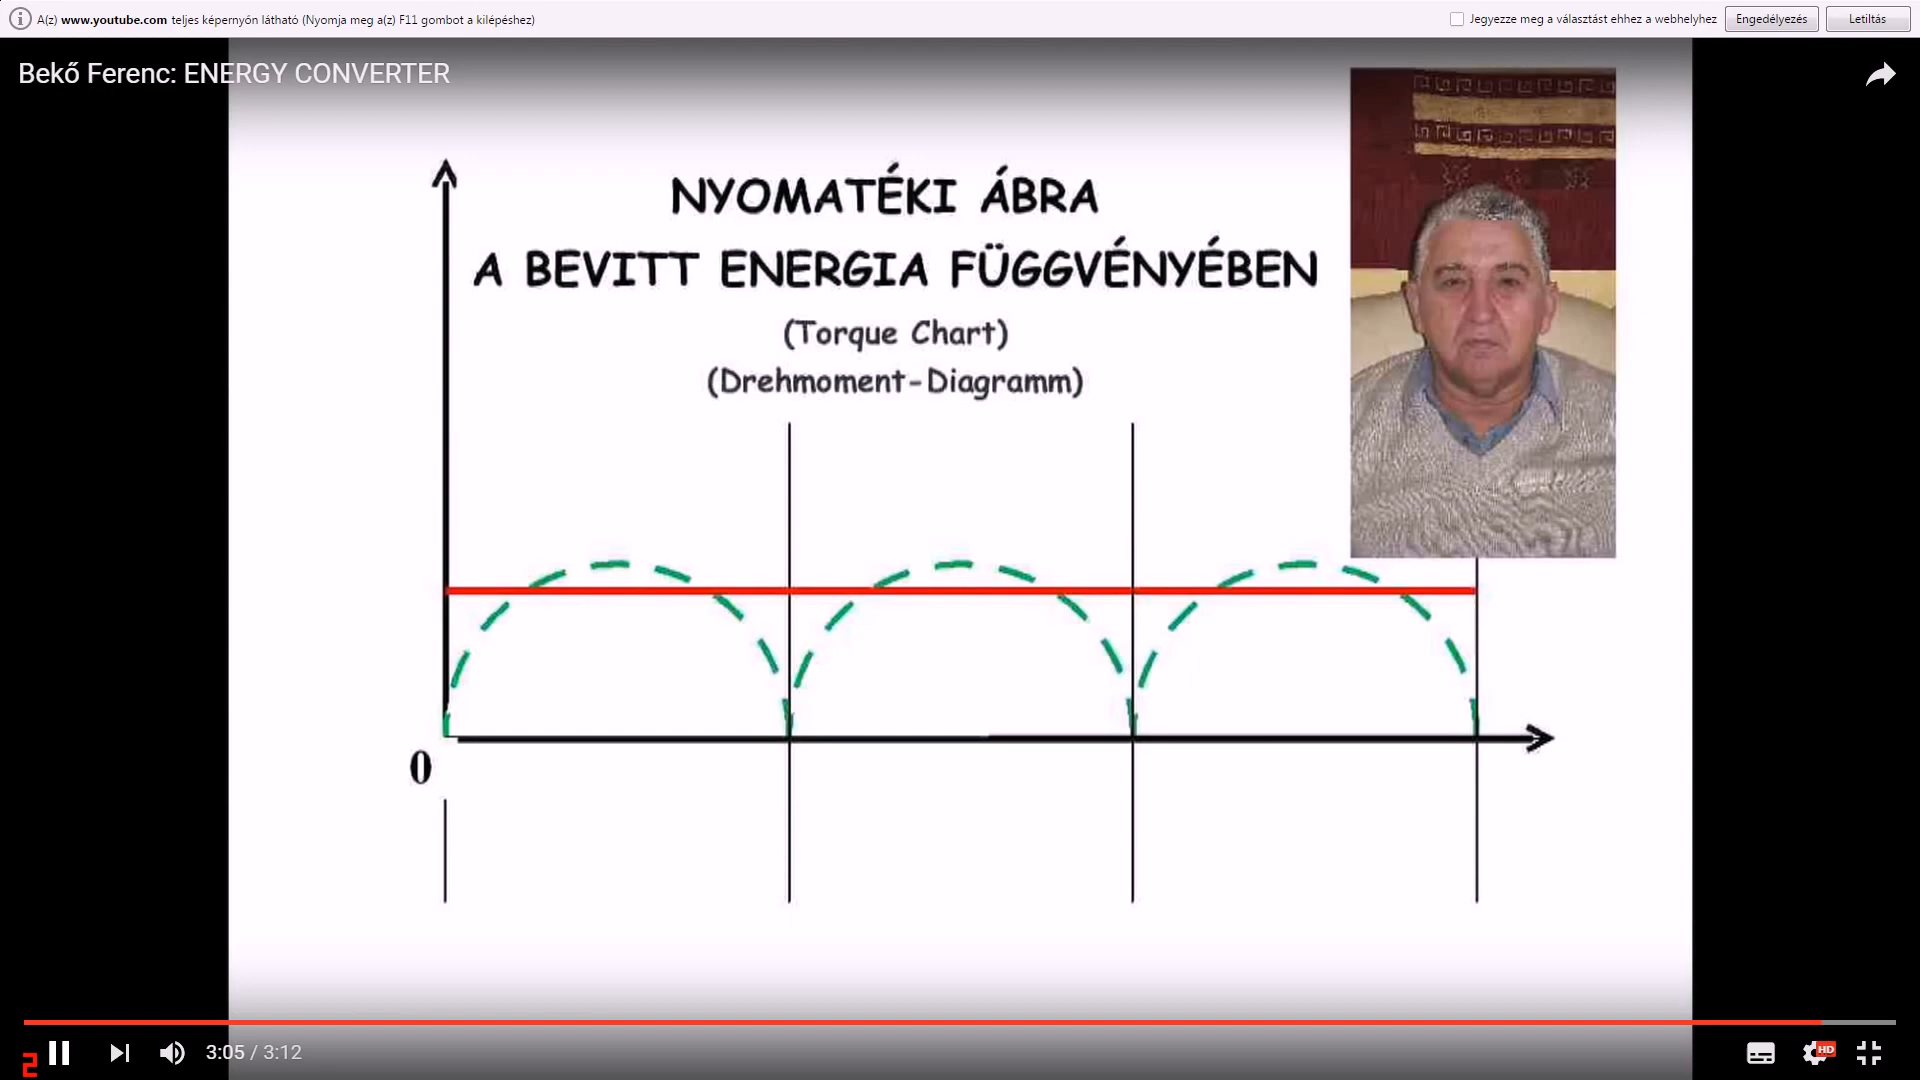 A(z) www.youtube.com teljes képernyőn látható (Nyomja meg a(z) F11 gombot a kilépéshez)
Jegyezze meg a választást ehhez a webhelyhez
Engedélyezés
Letiltás
Bekő Ferenc: ENERGY CONVERTER
NYOMATÉKI ÁBRA
A BEVITT ENERGIA FÜGGVÉNYÉBEN
(Torque Chart)
(Drehmoment-Diagramm)
0
2
3:05 / 3:12
HD